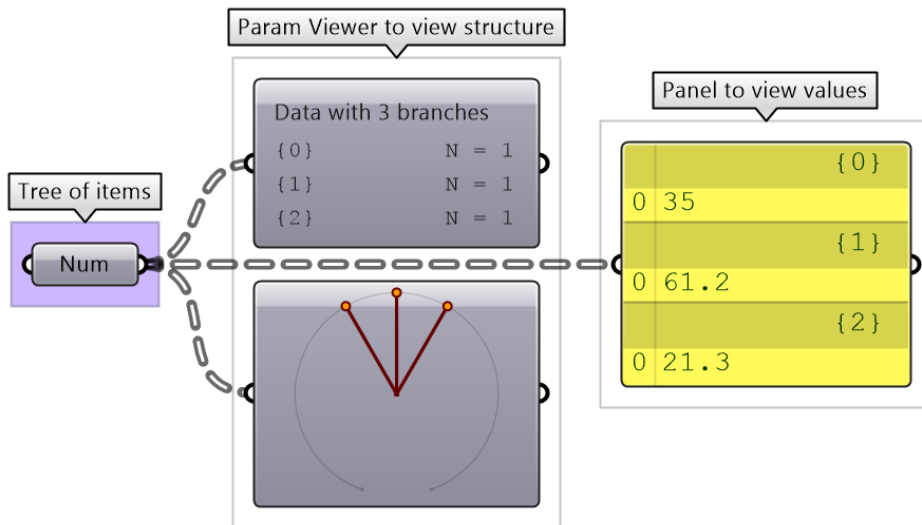 Param Viewer to view structure
Data with 3 branches
{0} N = 1
{1} N = 1
{2} N = 1
Panel to view values
{0}
0 35
{1}
0 61.2
{2}
0 21.3
Tree of items
Num